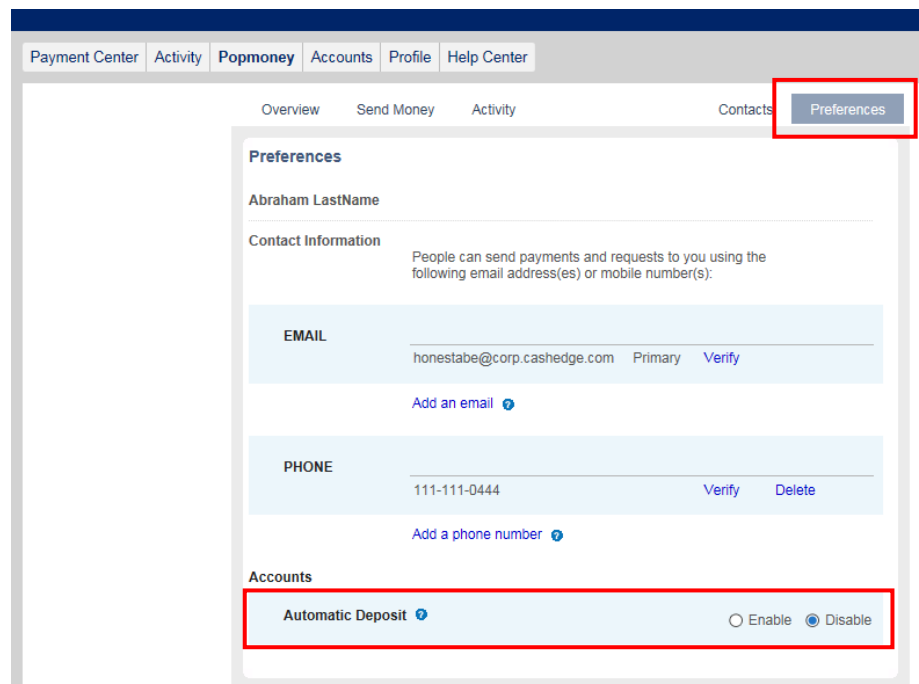 Payment Center Activity Popmoney Accounts Profile Help Center
Overview Send Money Activity Contacts Preferences
Preferences
Abraham LastName
Contact Information
People can send payments and requests to you using the
following email address(es) or mobile number(s):
EMAIL
honestabe@corp.cashedge.com Primary Verify
Add an email ?
PHONE
111-111-0444 Verify Delete
Add a phone number ?
Accounts
Automatic Deposit ? Enable Disable